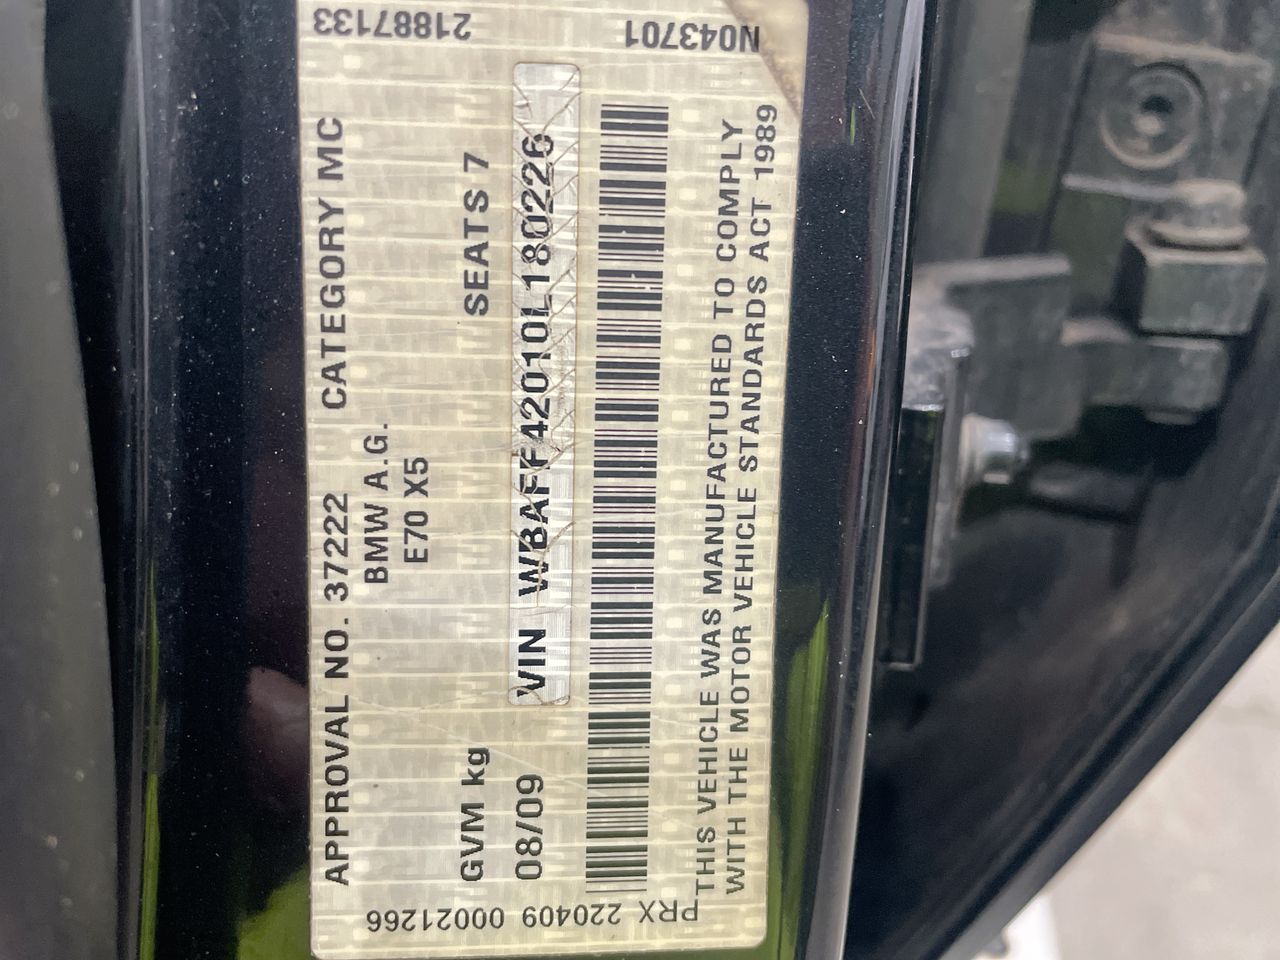 APPROVAL NO. 37222 CATEGORY MC
BMW A.G.
E70 X5
GVM kg SEATS 7
08/09 VIN WBAFF42010L180226
THIS VEHICLE WAS MANUFACTURED TO COMPLY
WITH THE MOTOR VEHICLE STANDARDS ACT 1989
PRX 220409 00021266
21887133 N043701